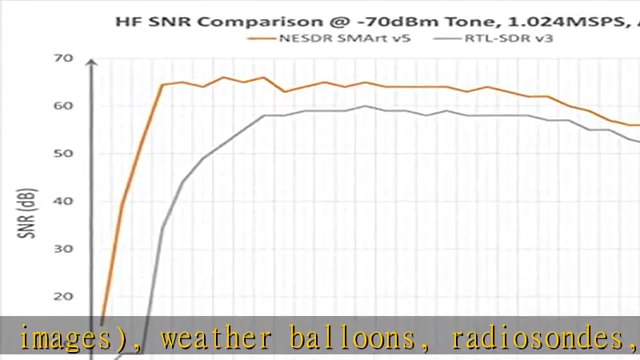 HF SNR Comparison @ -70dBm Tone, 1.024MSPS,
NESDR SMArt v5 RTL-SDR v3
70
60
50
40
30
20
SNR (dB)
images), weather balloons, radiosondes,